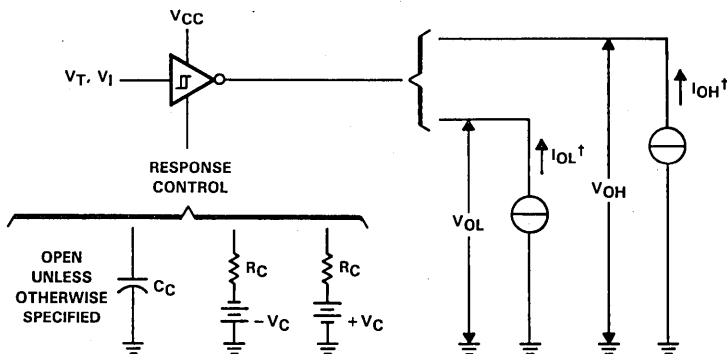 VCC
VT, VI
IOH†
IOL†
RESPONSE
CONTROL
VOL
VOH
OPEN
UNLESS
OTHERWISE
SPECIFIED
CC
RC
RC
– VC
+ VC